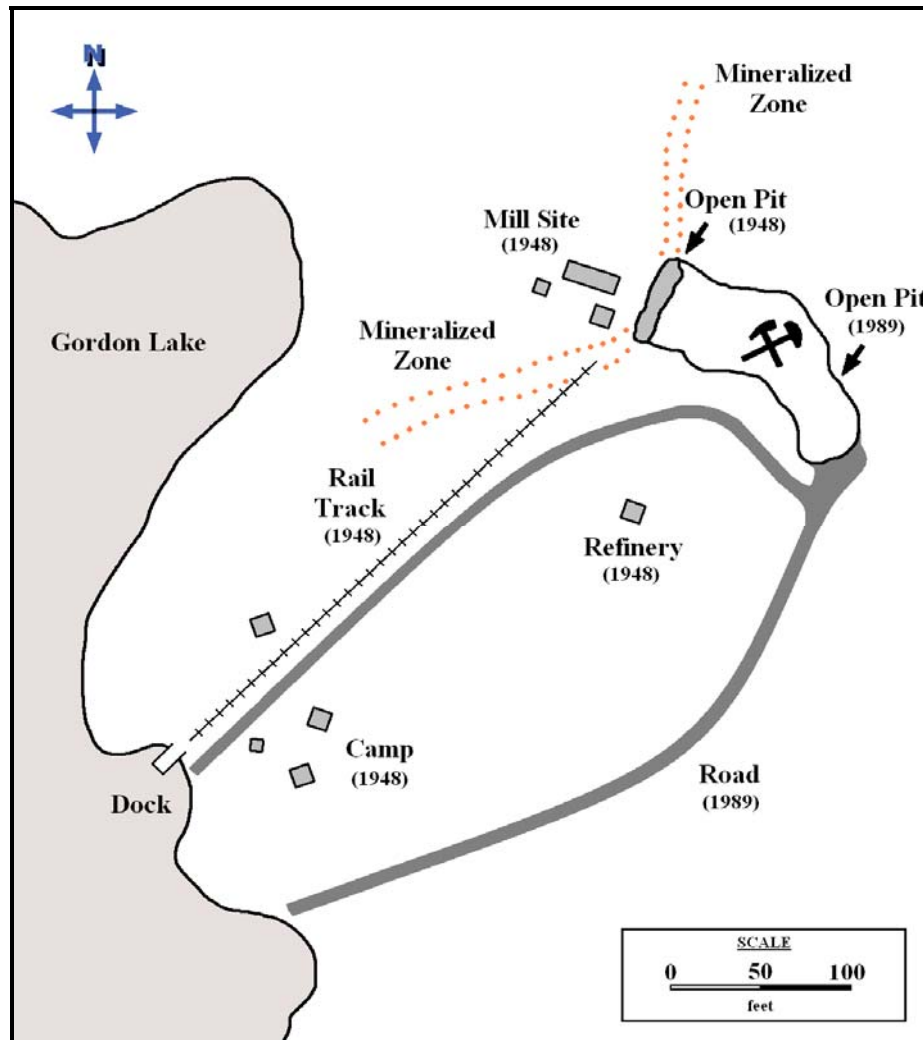 N
Mineralized
Zone
Open Pit
(1948)
Mill Site
(1948)
Open Pit
(1989)
Gordon Lake
Mineralized
Zone
Rail
Track
(1948)
Refinery
(1948)
Camp
(1948)
Road
(1989)
Dock
SCALE
0 50 100
feet